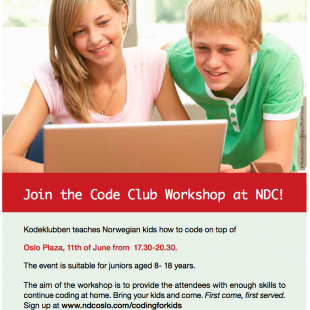 Join the Code Club Workshop at NDC!
Kodeklubben teaches Norwegian kids how to code on top of
Oslo Plaza, 11th of June from 17.30-20.30.
The event is suitable for juniors aged 8- 18 years.
The aim of the workshop is to provide the attendees with enough skills to
continue coding at home. Bring your kids and come. First come, first served.
Sign up at www.ndcoslo.com/codingforkids